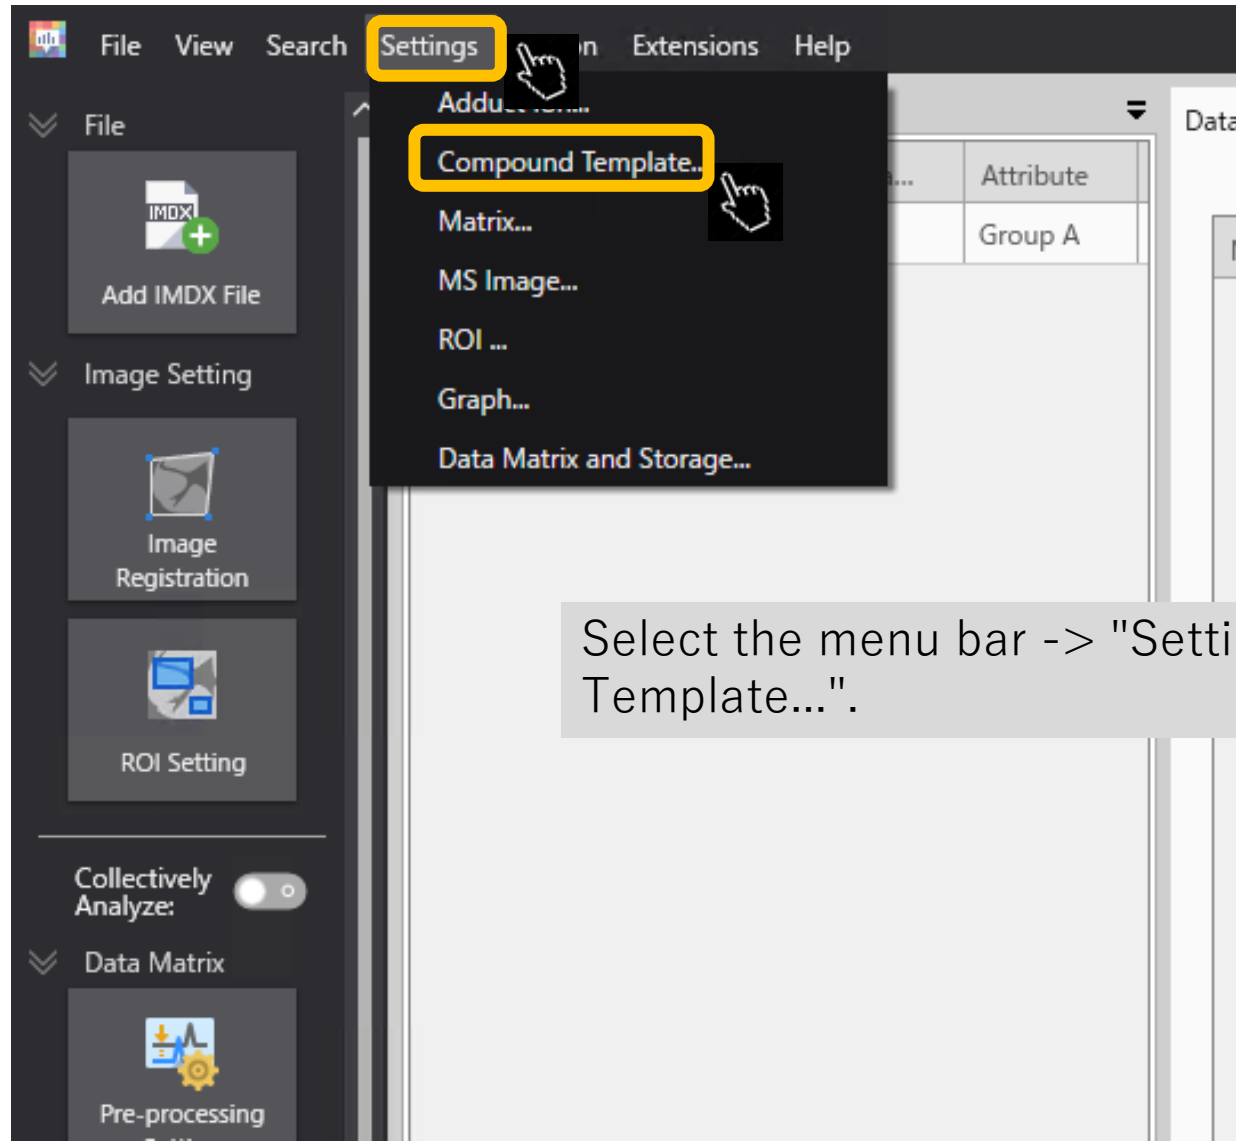 File View Search Settings Extensions Help
File
IMDX
Add IMDX File
Image Setting
Image
Registration
ROI Setting
Collectively
Analyze:
Data Matrix
Pre-processing
Compound Template...
Matrix...
MS Image...
ROI ...
Graph...
Data Matrix and Storage...
Attribute
Group A
Data
Select the menu bar -> "Setti
Template...".